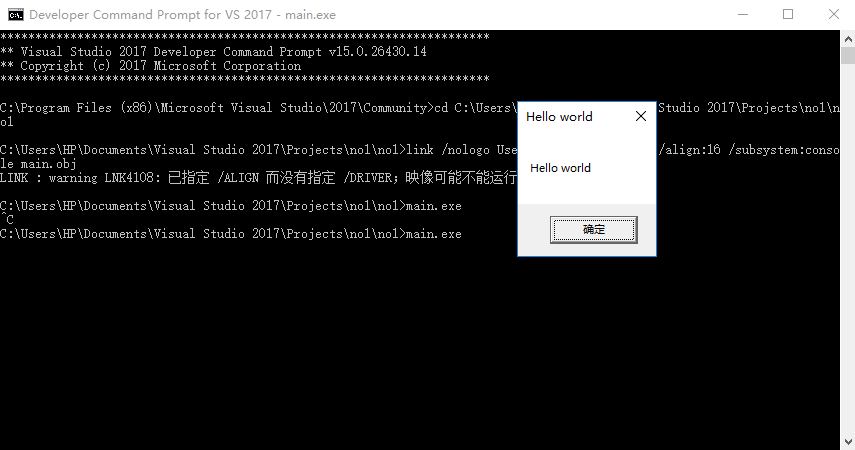 Developer Command Prompt for VS 2017 - main.exe
**********************************************************************
** Visual Studio 2017 Developer Command Prompt v15.0.26430.14
** Copyright (c) 2017 Microsoft Corporation
**********************************************************************
C:\Program Files (x86)\Microsoft Visual Studio\2017\Community>cd C:\Users\ Studio 2017\Projects\no1\n
o1
C:\Users\HP\Documents\Visual Studio 2017\Projects\no1\no1>link /nologo Use /align:16 /subsystem:conso
le main.obj
LINK : warning LNK4108: 已指定 /ALIGN 而没有指定 /DRIVER；映像可能不能运行
C:\Users\HP\Documents\Visual Studio 2017\Projects\no1\no1>main.exe
^C
C:\Users\HP\Documents\Visual Studio 2017\Projects\no1\no1>main.exe
Hello world
Hello world
确定